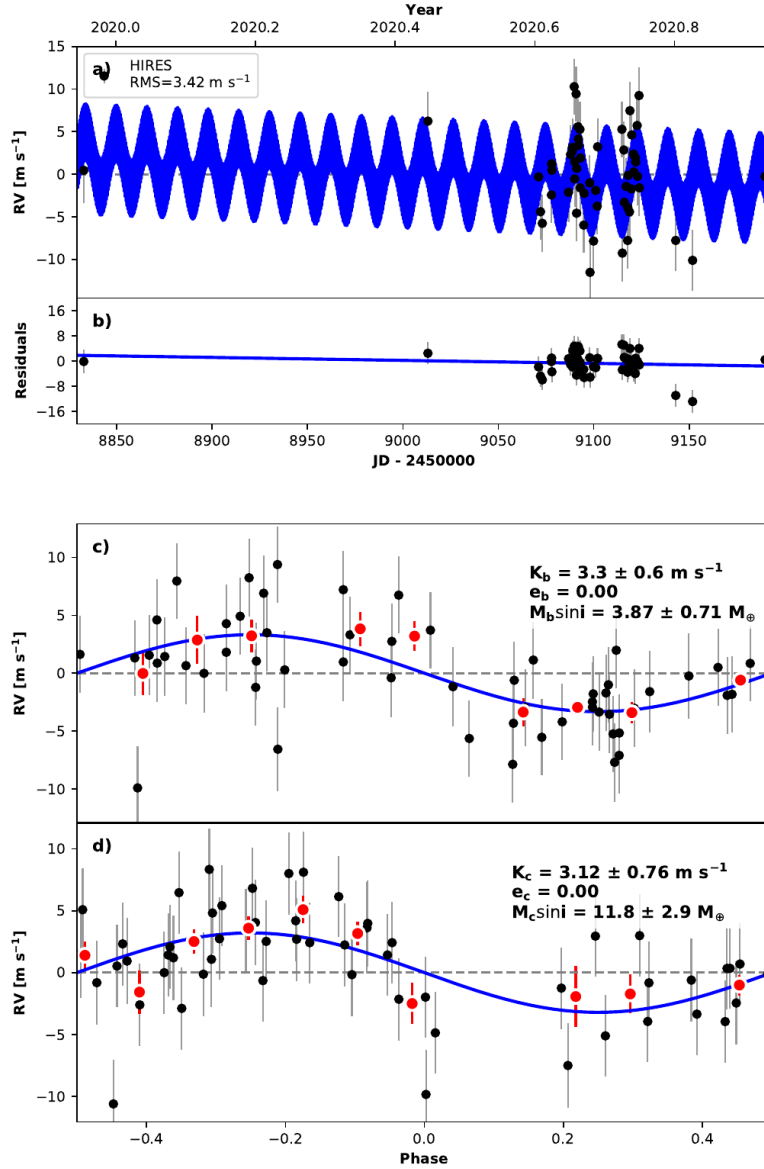 Year
2020.0 2020.2 2020.4 2020.6 2020.8
15
10
5
0
−5
−10
RV [m s⁻¹]
a)
HIRES
RMS=3.42 m s⁻¹
16
8
0
−8
−16
Residuals
b)
8850 8900 8950 9000 9050 9100 9150
JD - 2450000
10
5
0
−5
−10
RV [m s⁻¹]
c)
K_b = 3.3 ± 0.6 m s⁻¹
e_b = 0.00
M_b sin i = 3.87 ± 0.71 M_⊕
10
5
0
−5
−10
RV [m s⁻¹]
d)
K_c = 3.12 ± 0.76 m s⁻¹
e_c = 0.00
M_c sin i = 11.8 ± 2.9 M_⊕
−0.4 −0.2 0.0 0.2 0.4
Phase